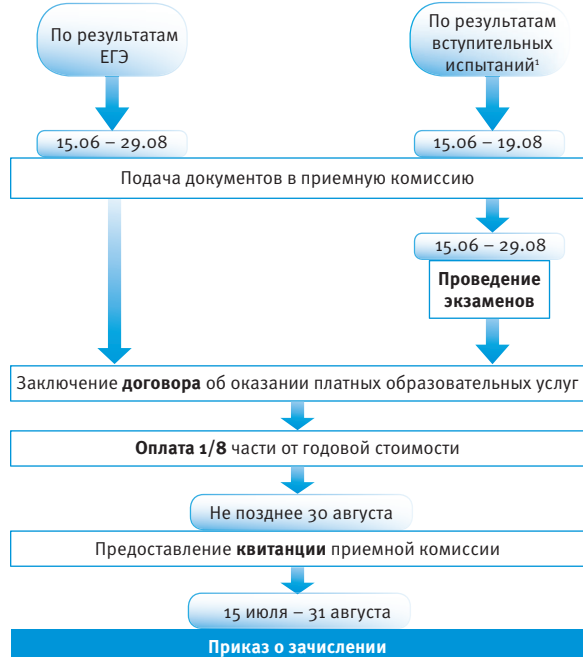 По результатам
ЕГЭ
По результатам
вступительных
испытаний¹
15.06 – 29.08
15.06 – 19.08
Подача документов в приемную комиссию
15.06 – 29.08
Проведение
экзаменов
Заключение договора об оказании платных образовательных услуг
Оплата 1/8 части от годовой стоимости
Не позднее 30 августа
Предоставление квитанции приемной комиссии
15 июля – 31 августа
Приказ о зачислении